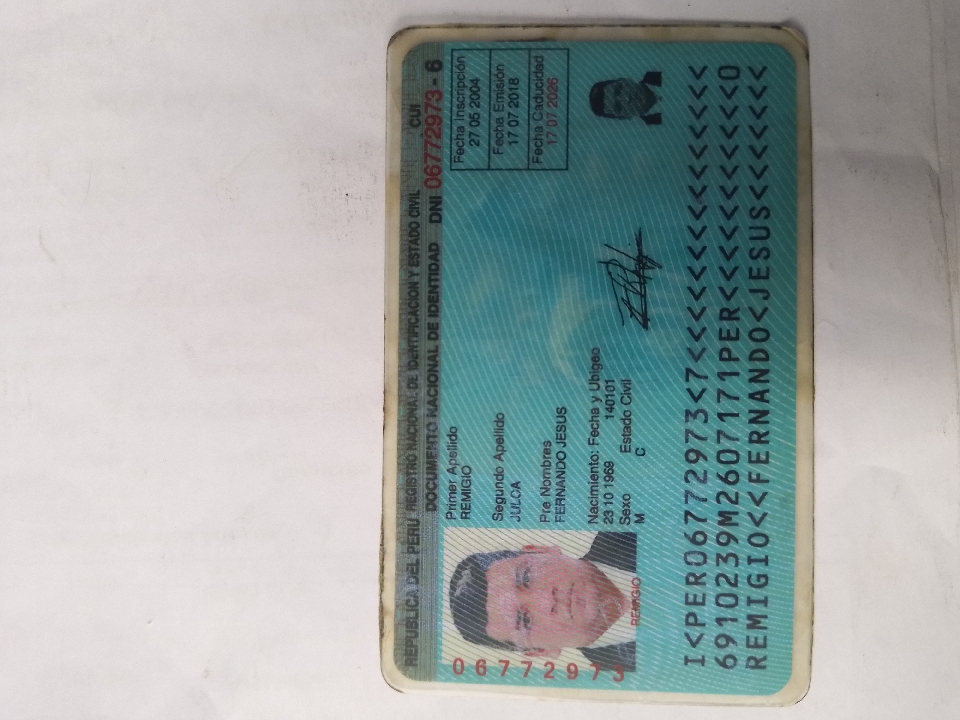 REPUBLICA DEL PERU REGISTRO NACIONAL DE IDENTIFICACION Y ESTADO CIVIL CUI
DOCUMENTO NACIONAL DE IDENTIDAD DNI 06772973 - 6
Primer Apellido
REMIGIO
Segundo Apellido
JULCA
Pre Nombres
FERNANDO JESUS
Nacimiento: Fecha y Ubigeo
23 10 1969 140101
Sexo Estado Civil
M C
Fecha Inscripción
27 05 2004
Fecha Emisión
17 07 2018
Fecha Caducidad
17 07 2026
REMIGIO
06772973
I<PER06772973<7<<<<<<<<<<<<<<<
6910239M2607171PER<<<<<<<<<<<0
REMIGIO<<FERNANDO<JESUS<<<<<<<